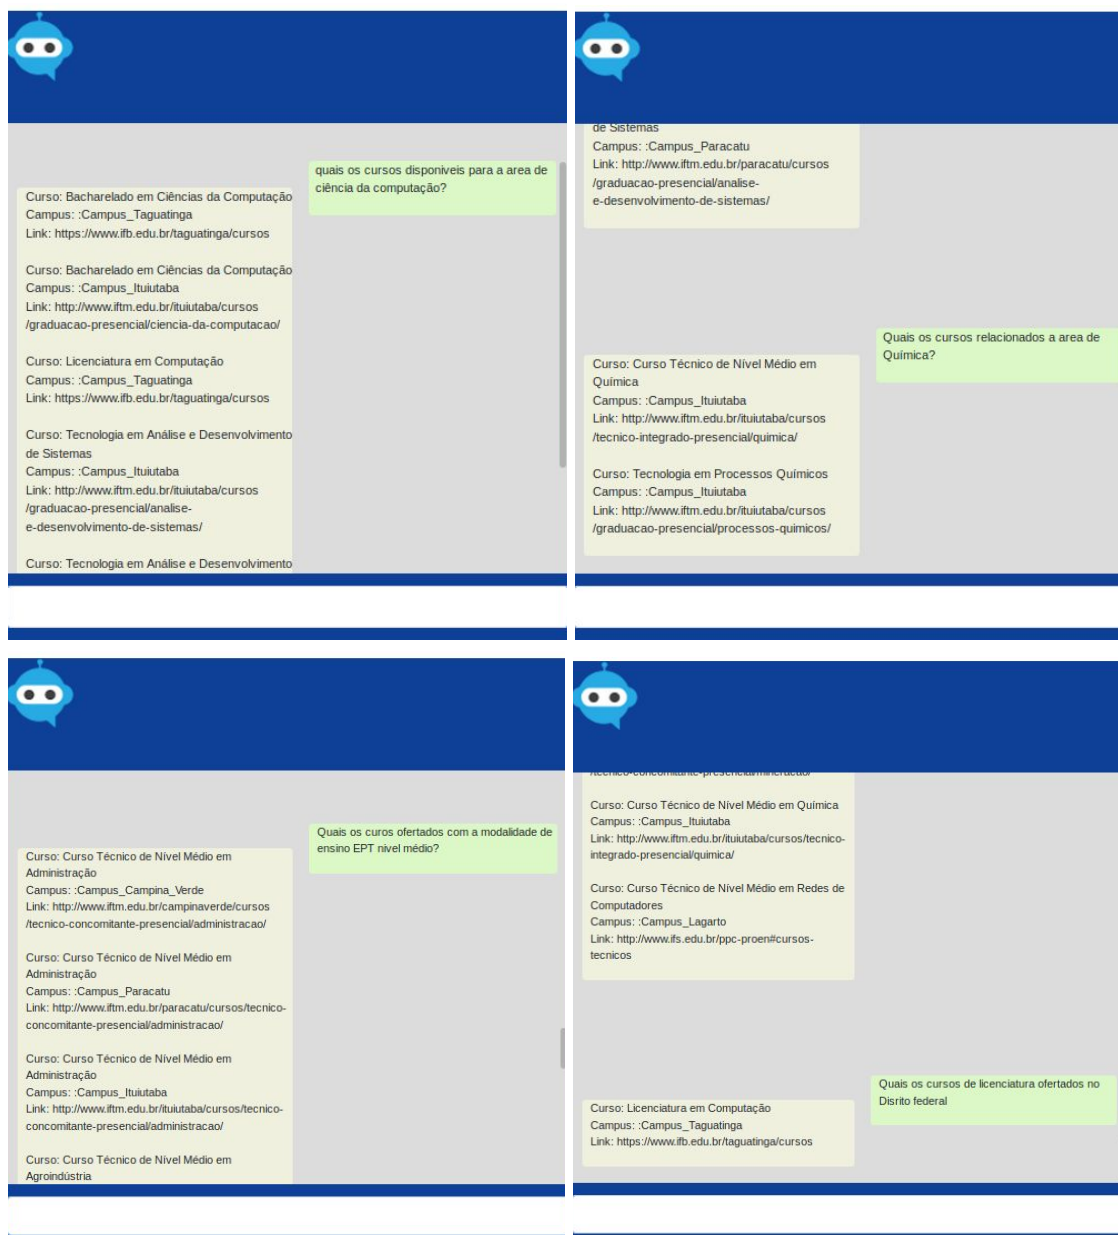 quais os cursos disponiveis para a area de
ciência da computação?
Curso: Bacharelado em Ciências da Computação
Campus: :Campus_Taguatinga
Link: https://www.ifb.edu.br/taguatinga/cursos
Curso: Bacharelado em Ciências da Computação
Campus: :Campus_Ituiutaba
Link: http://www.iftm.edu.br/ituiutaba/cursos
/graduacao-presencial/ciencia-da-computacao/
Curso: Licenciatura em Computação
Campus: :Campus_Taguatinga
Link: https://www.ifb.edu.br/taguatinga/cursos
Curso: Tecnologia em Análise e Desenvolvimento
de Sistemas
Campus: :Campus_Ituiutaba
Link: http://www.iftm.edu.br/ituiutaba/cursos
/graduacao-presencial/analise-
e-desenvolvimento-de-sistemas/
Curso: Tecnologia em Análise e Desenvolvimento
de Sistemas
Campus: :Campus_Paracatu
Link: http://www.iftm.edu.br/paracatu/cursos
/graduacao-presencial/analise-
e-desenvolvimento-de-sistemas/
Quais os cursos relacionados a area de
Química?
Curso: Curso Técnico de Nível Médio em
Química
Campus: :Campus_Ituiutaba
Link: http://www.iftm.edu.br/ituiutaba/cursos
/tecnico-integrado-presencial/quimica/
Curso: Tecnologia em Processos Químicos
Campus: :Campus_Ituiutaba
Link: http://www.iftm.edu.br/ituiutaba/cursos
/graduacao-presencial/processos-quimicos/
Quais os curos ofertados com a modalidade de
ensino EPT nivel médio?
Curso: Curso Técnico de Nível Médio em
Administração
Campus: :Campus_Campina_Verde
Link: http://www.iftm.edu.br/campinaverde/cursos
/tecnico-concomitante-presencial/administracao/
Curso: Curso Técnico de Nível Médio em
Administração
Campus: :Campus_Paracatu
Link: http://www.iftm.edu.br/paracatu/cursos/tecnico-
concomitante-presencial/administracao/
Curso: Curso Técnico de Nível Médio em
Administração
Campus: :Campus_Ituiutaba
Link: http://www.iftm.edu.br/ituiutaba/cursos/tecnico-
concomitante-presencial/administracao/
Curso: Curso Técnico de Nível Médio em
Agroindústria
/tecnico-concomitante-presencial/mineracao/
Curso: Curso Técnico de Nível Médio em Química
Campus: :Campus_Ituiutaba
Link: http://www.iftm.edu.br/ituiutaba/cursos/tecnico-
integrado-presencial/quimica/
Curso: Curso Técnico de Nível Médio em Redes de
Computadores
Campus: :Campus_Lagarto
Link: http://www.ifs.edu.br/ppc-proen#cursos-
tecnicos
Quais os cursos de licenciatura ofertados no
Disrito federal
Curso: Licenciatura em Computação
Campus: :Campus_Taguatinga
Link: https://www.ifb.edu.br/taguatinga/cursos